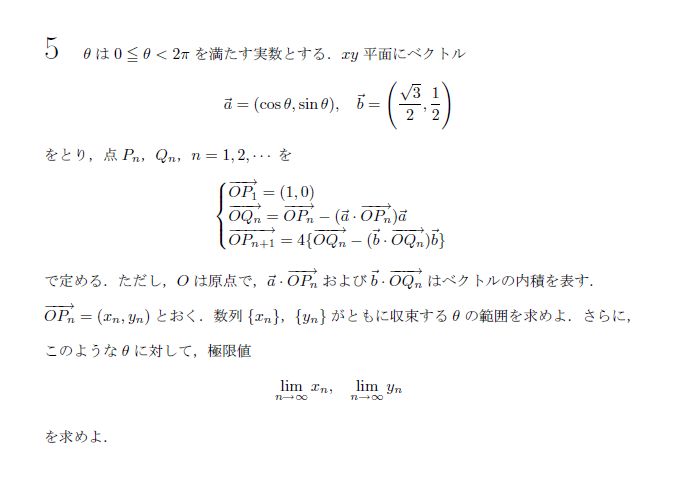 5 θ は 0 ≦ θ < 2π を満たす実数とする．xy 平面にベクトル
$\vec{a} = (\cos\theta, \sin\theta), \quad \vec{b} = \left(\frac{\sqrt{3}}{2}, \frac{1}{2}\right)$
をとり，点 $P_n$，$Q_n$，$n = 1, 2, \cdots$ を
$\begin{cases} \overrightarrow{OP_1} = (1, 0) \\ \overrightarrow{OQ_n} = \overrightarrow{OP_n} - (\vec{a} \cdot \overrightarrow{OP_n})\vec{a} \\ \overrightarrow{OP_{n+1}} = 4\{\overrightarrow{OQ_n} - (\vec{b} \cdot \overrightarrow{OQ_n})\vec{b}\} \end{cases}$
で定める．ただし，O は原点で，$\vec{a} \cdot \overrightarrow{OP_n}$ および $\vec{b} \cdot \overrightarrow{OQ_n}$ はベクトルの内積を表す．
$\overrightarrow{OP_n} = (x_n, y_n)$ とおく．数列 $\{x_n\}$，$\{y_n\}$ がともに収束する θ の範囲を求めよ．さらに，
このような θ に対して，極限値
$\lim_{n \to \infty} x_n, \quad \lim_{n \to \infty} y_n$
を求めよ．